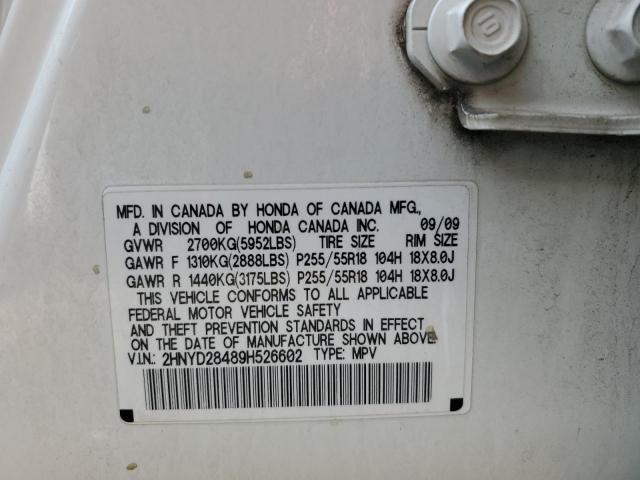 10
MFD. IN CANADA BY HONDA OF CANADA MFG.,
A DIVISION OF HONDA CANADA INC. 09/09
GVWR 2700KG(5952LBS) TIRE SIZE RIM SIZE
GAWR F 1310KG(2888LBS) P255/55R18 104H 18X8.0J
GAWR R 1440KG(3175LBS) P255/55R18 104H 18X8.0J
THIS VEHICLE CONFORMS TO ALL APPLICABLE
FEDERAL MOTOR VEHICLE SAFETY
AND THEFT PREVENTION STANDARDS IN EFFECT
ON THE DATE OF MANUFACTURE SHOWN ABOVE.
V.I.N.: 2HNYD28489H526602 TYPE: MPV